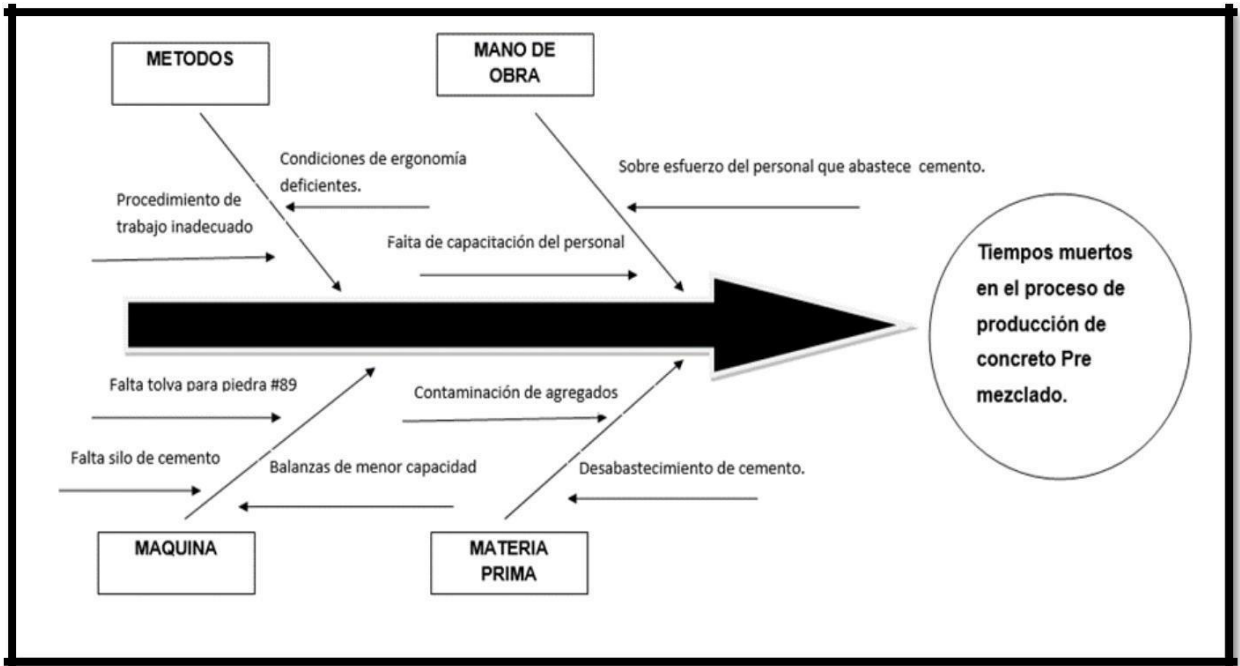 METODOS
MANO DE
OBRA
Condiciones de ergonomía
deficientes.
Sobre esfuerzo del personal que abastece cemento.
Procedimiento de
trabajo inadecuado
Falta de capacitación del personal
Tiempos muertos
en el proceso de
producción de
concreto Pre
mezclado.
Falta tolva para piedra #89
Contaminación de agregados
Falta silo de cemento
Balanzas de menor capacidad
Desabastecimiento de cemento.
MAQUINA
MATERIA
PRIMA